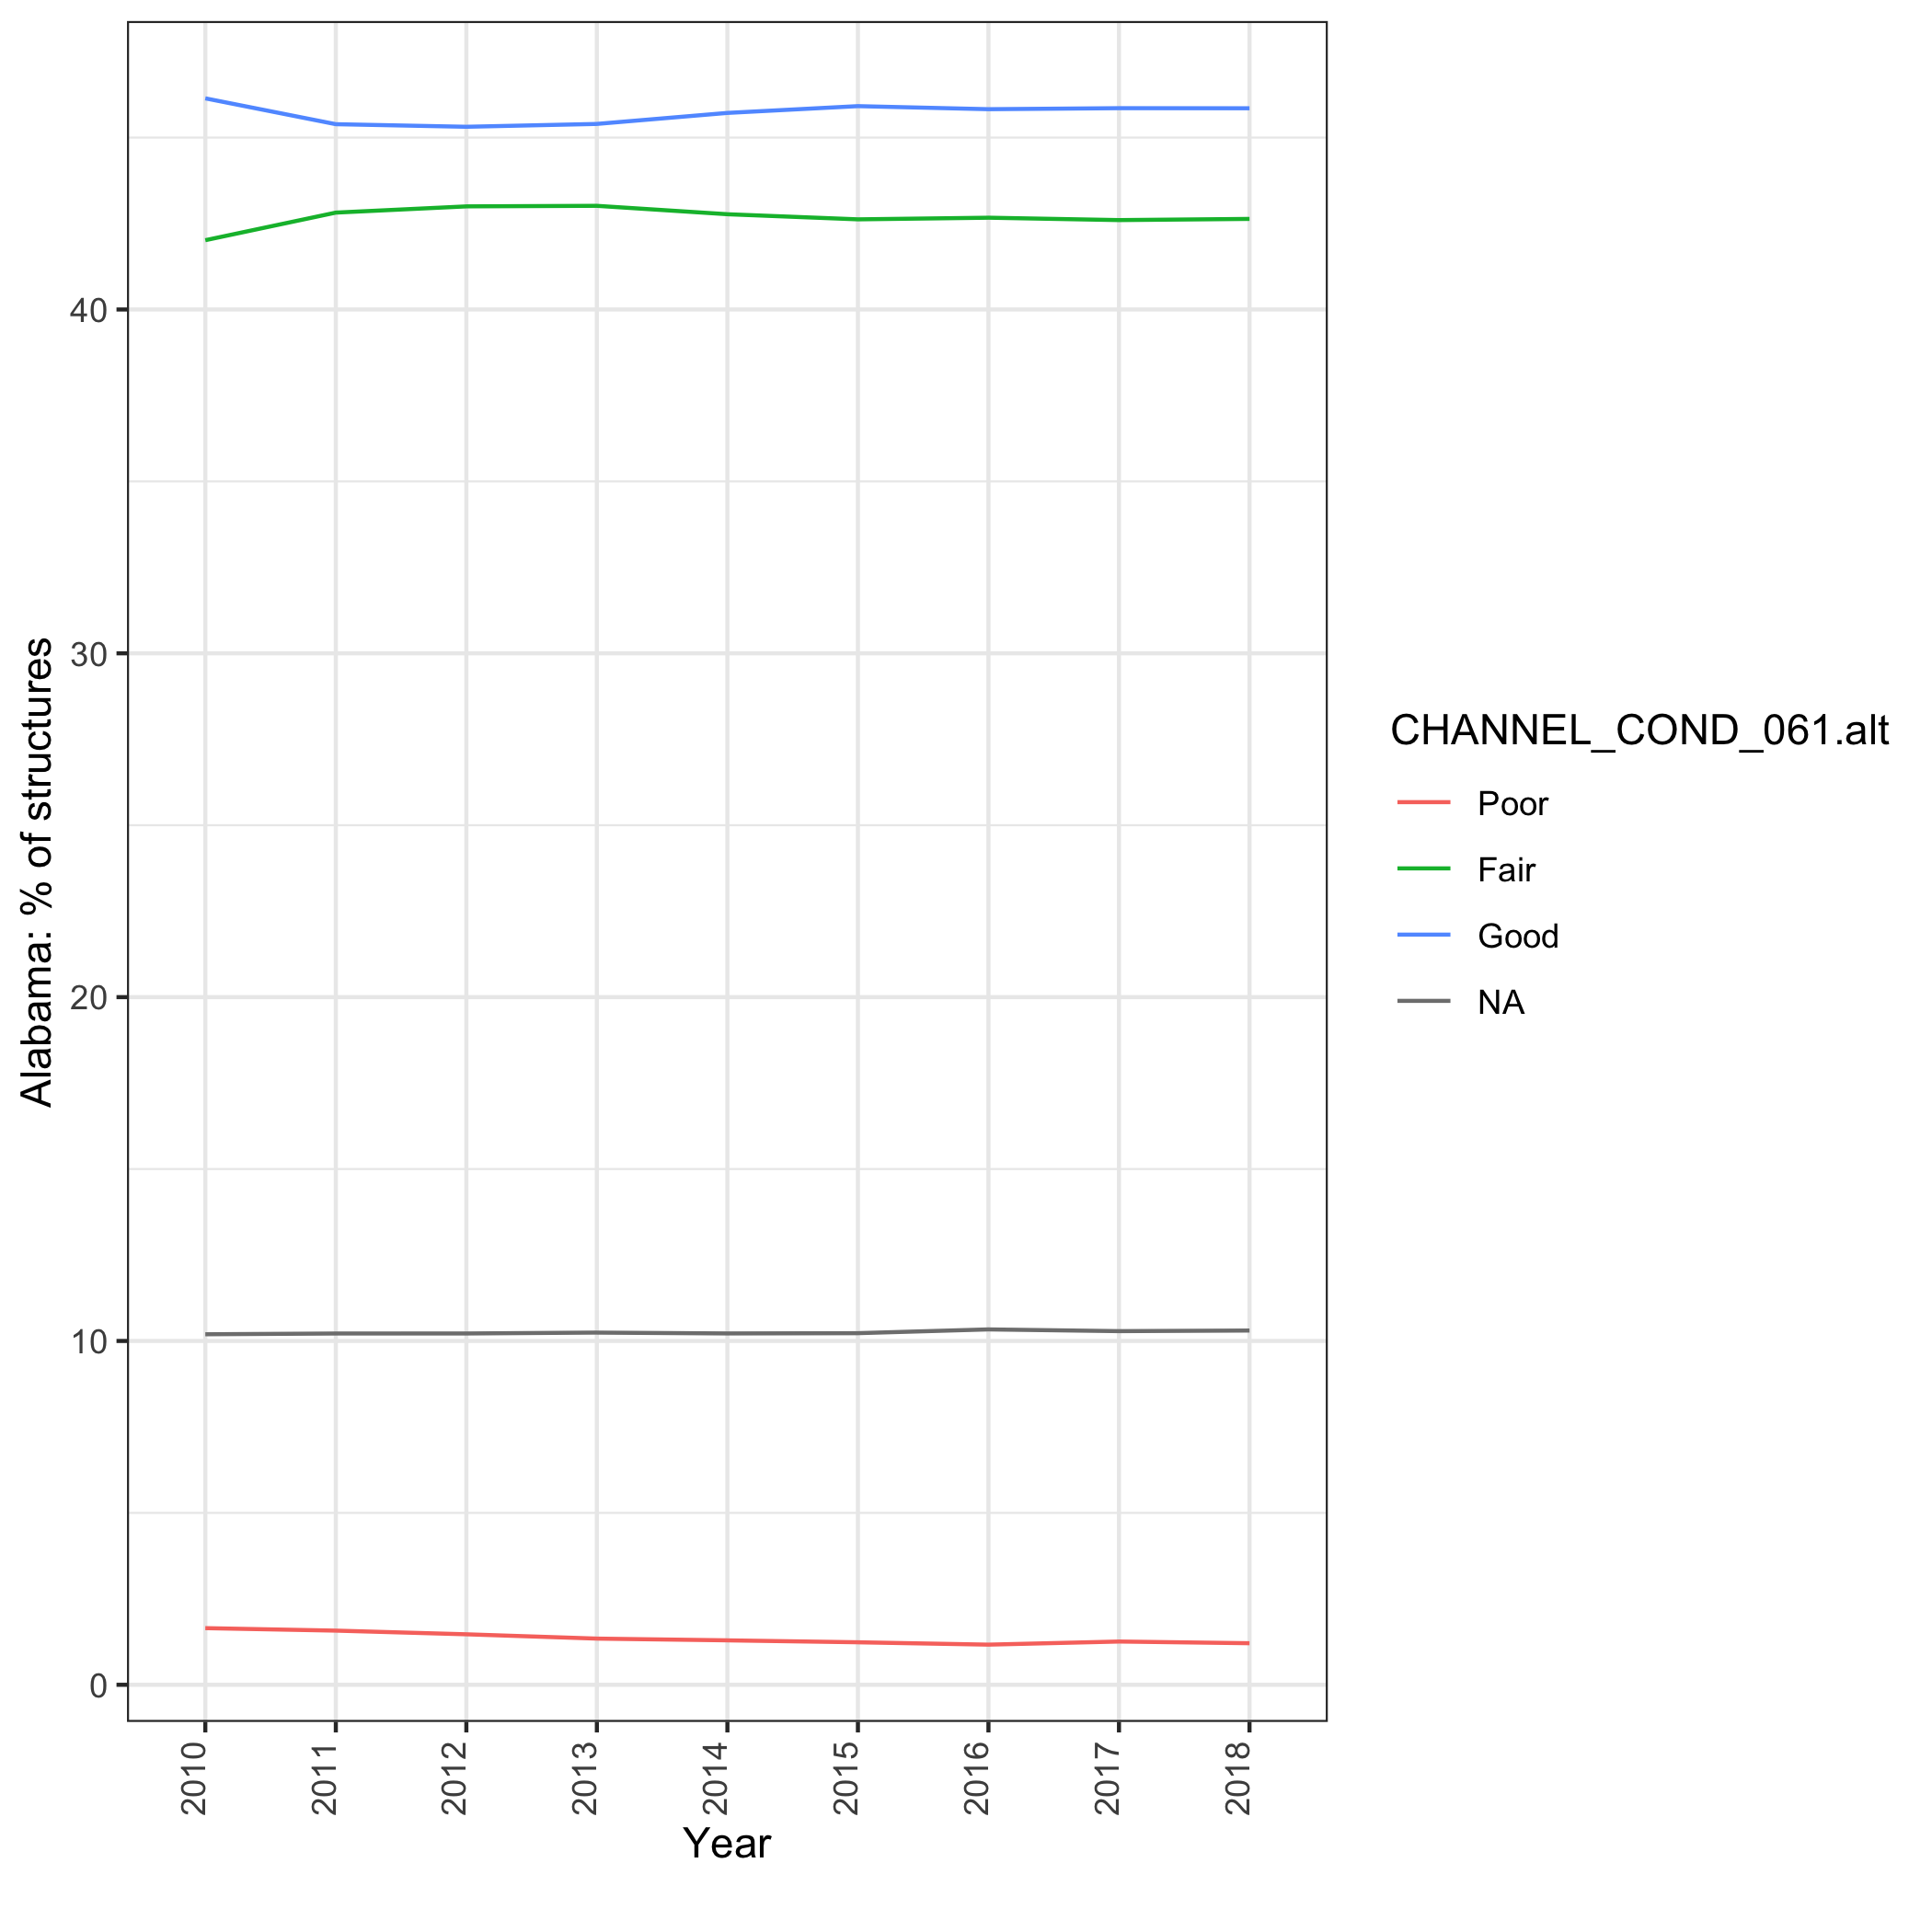 Alabama: % of structures
40
30
20
10
0
2010
2011
2012
2013
2014
2015
2016
2017
2018
Year
CHANNEL_COND_061.alt
Poor
Fair
Good
NA